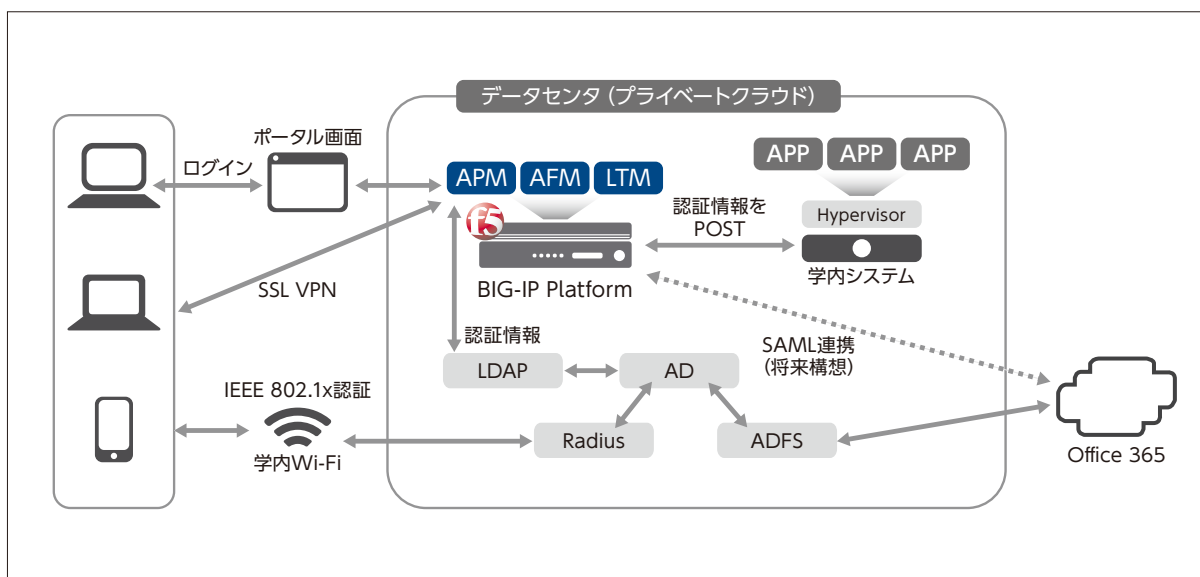 データセンタ（プライベートクラウド）
ポータル画面
ログイン
APM
AFM
LTM
APP
APP
APP
f5
認証情報を
POST
Hypervisor
学内システム
BIG-IP Platform
SSL VPN
認証情報
SAML連携
（将来構想）
LDAP
AD
IEEE 802.1x認証
Radius
ADFS
学内Wi-Fi
Office 365